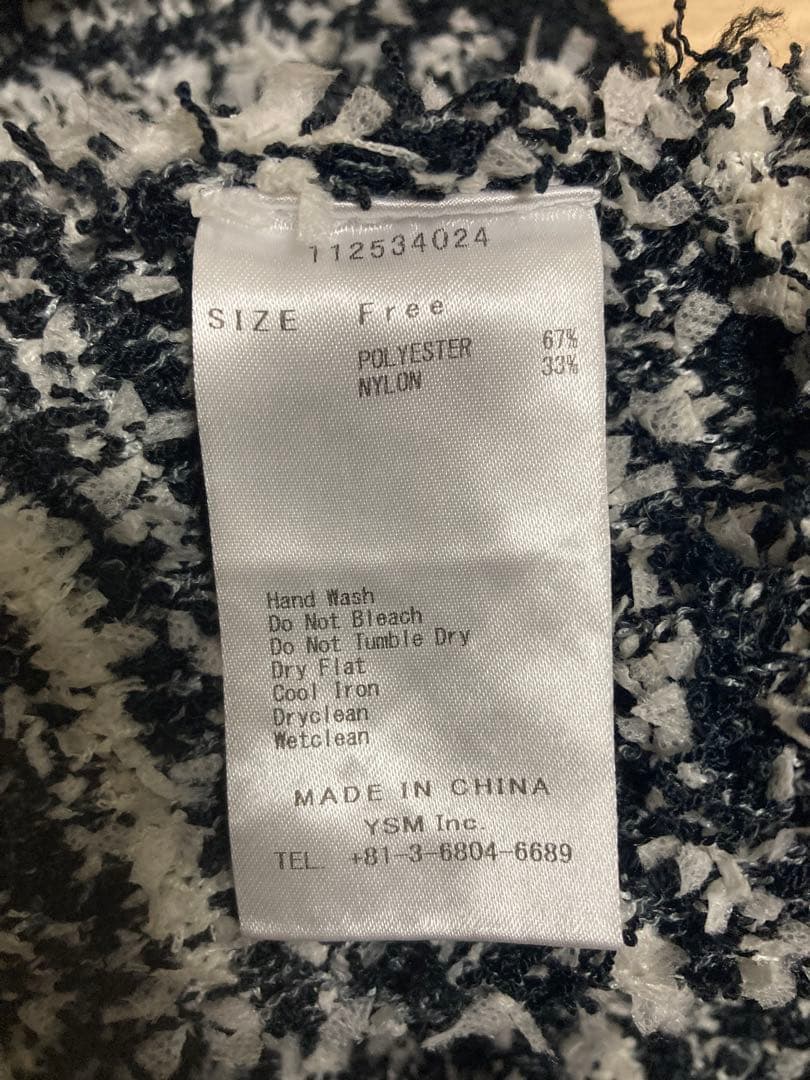 112534024
SIZE Free
POLYESTER 67%
NYLON 33%
Hand Wash
Do Not Bleach
Do Not Tumble Dry
Dry Flat
Cool Iron
Dryclean
Wetclean
MADE IN CHINA
YSM Inc.
TEL. +81-3-6804-6689